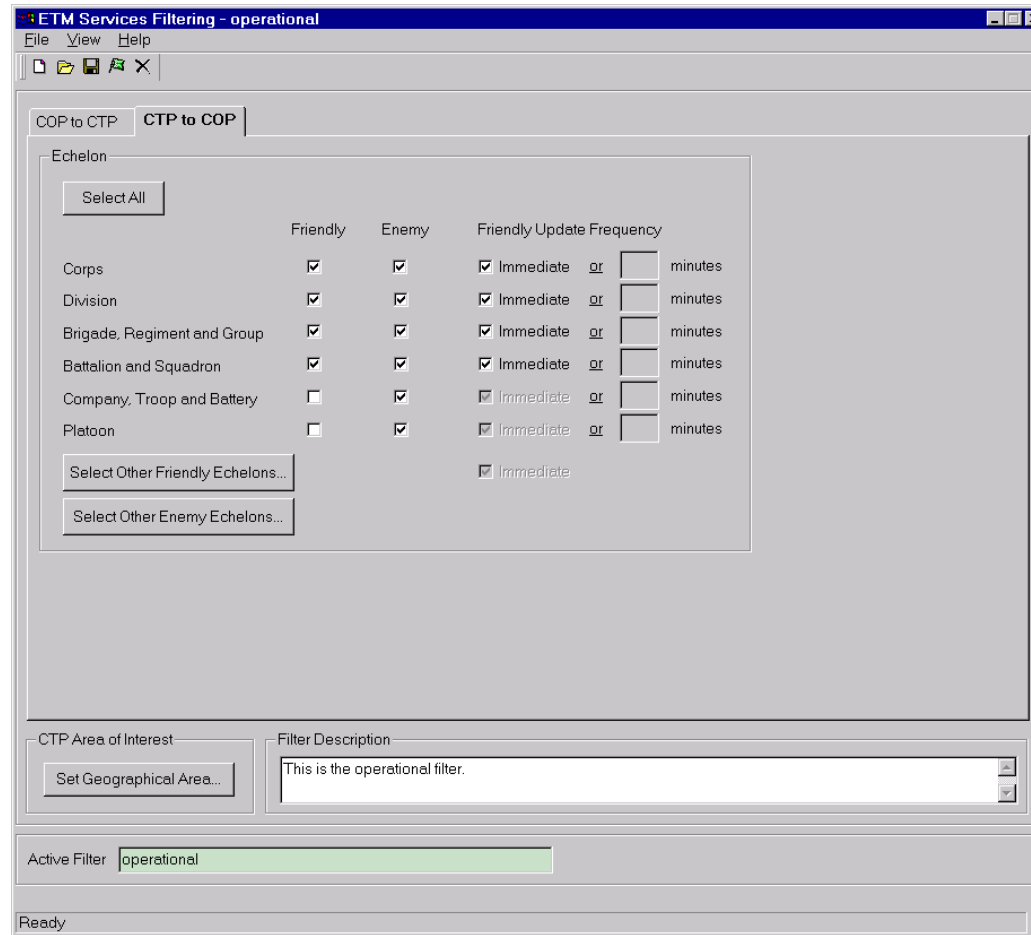 ETM Services Filtering - operational
File View Help
COP to CTP CTP to COP
Echelon
Select All
Friendly Enemy Friendly Update Frequency
Corps Immediate or minutes
Division Immediate or minutes
Brigade, Regiment and Group Immediate or minutes
Battalion and Squadron Immediate or minutes
Company, Troop and Battery Immediate or minutes
Platoon Immediate or minutes
Select Other Friendly Echelons... Immediate
Select Other Enemy Echelons...
CTP Area of Interest Filter Description
Set Geographical Area... This is the operational filter.
Active Filter operational
Ready